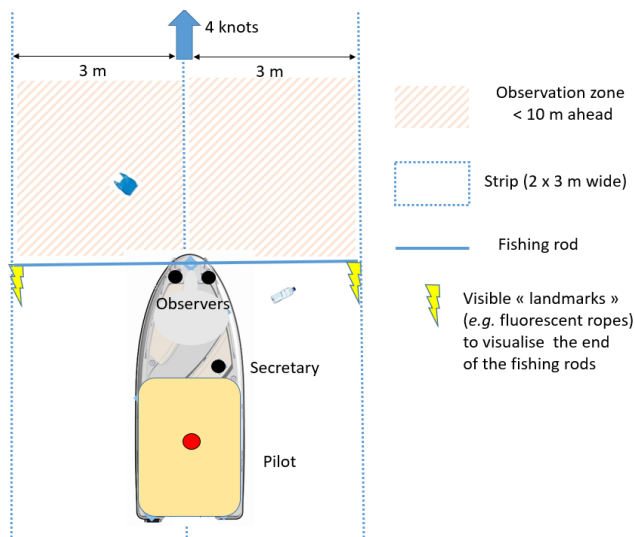 4 knots
3 m
3 m
Observation zone
< 10 m ahead
Strip (2 x 3 m wide)
Fishing rod
Observers
Visible « landmarks »
(e.g. fluorescent ropes)
to visualise the end
of the fishing rods
Secretary
Pilot